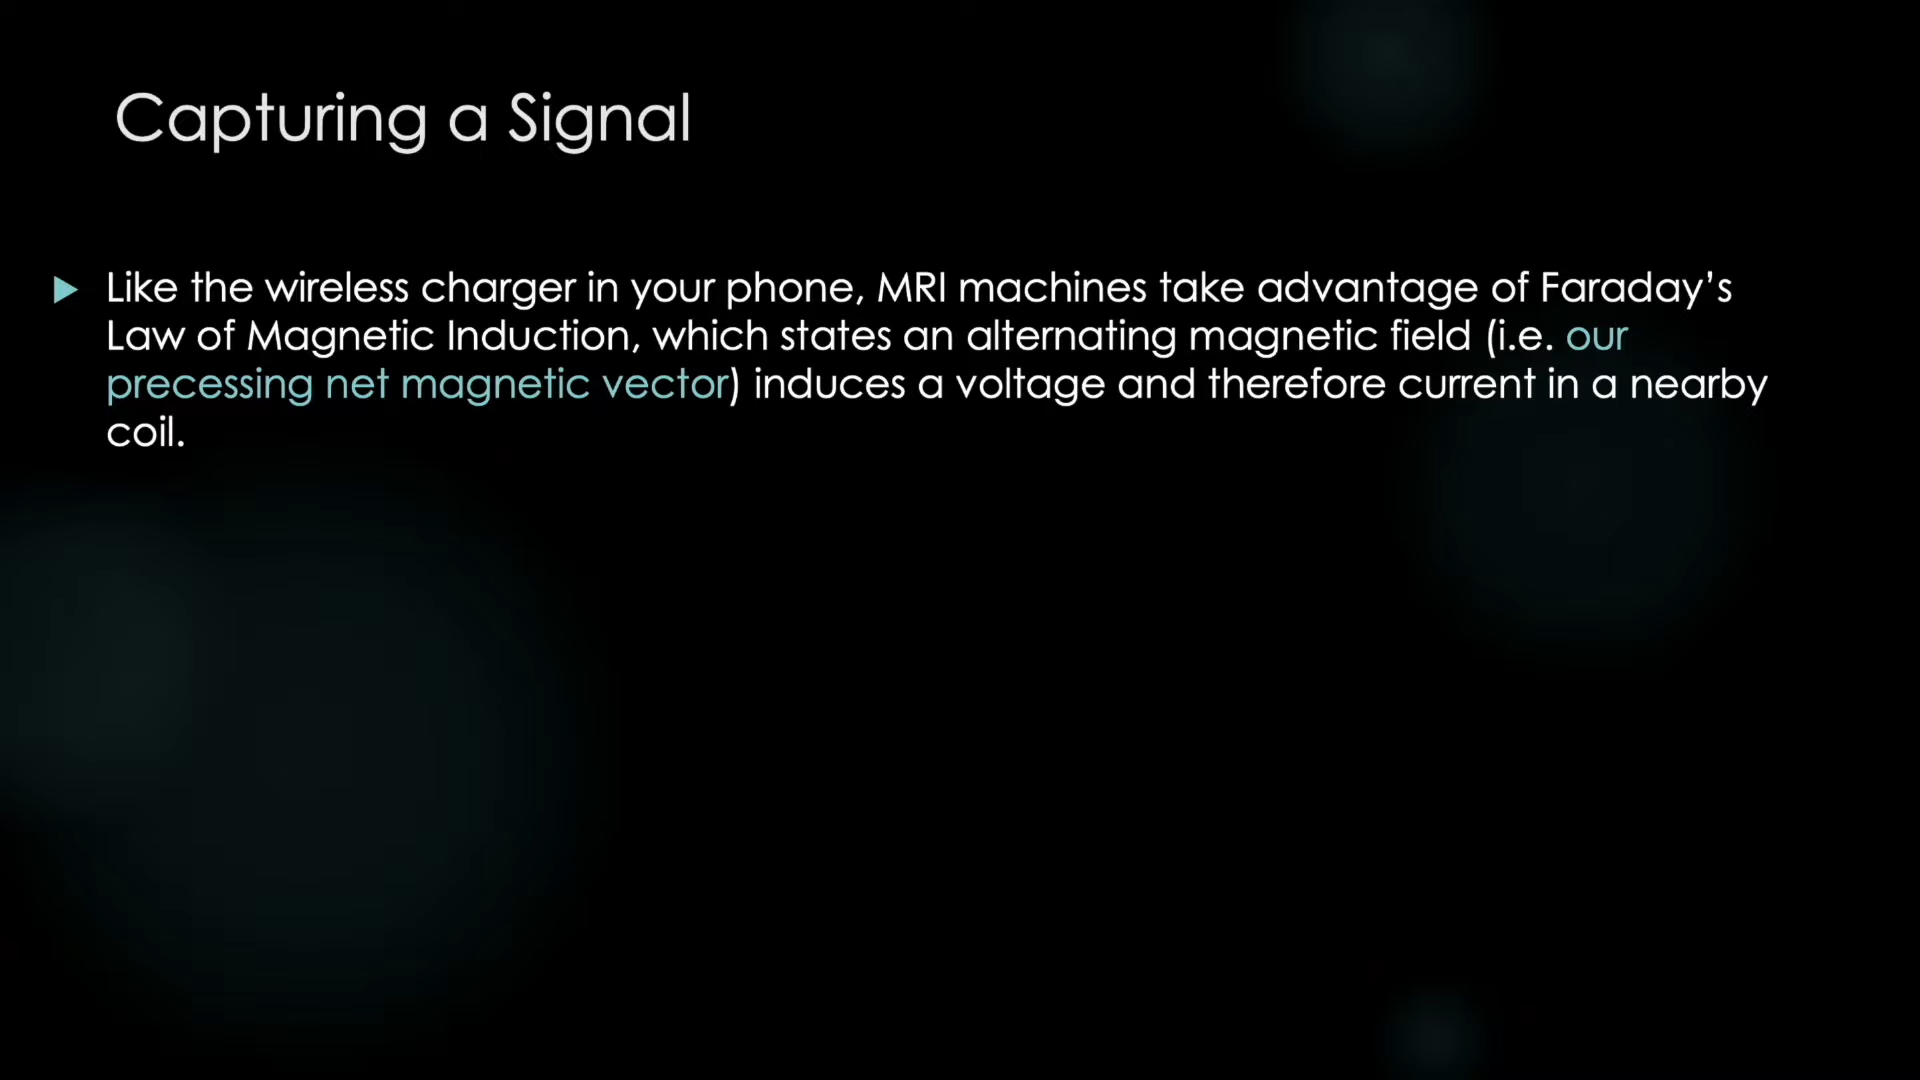 Capturing a Signal
Like the wireless charger in your phone, MRI machines take advantage of Faraday’s
Law of Magnetic Induction, which states an alternating magnetic field (i.e. our
precessing net magnetic vector) induces a voltage and therefore current in a nearby
coil.